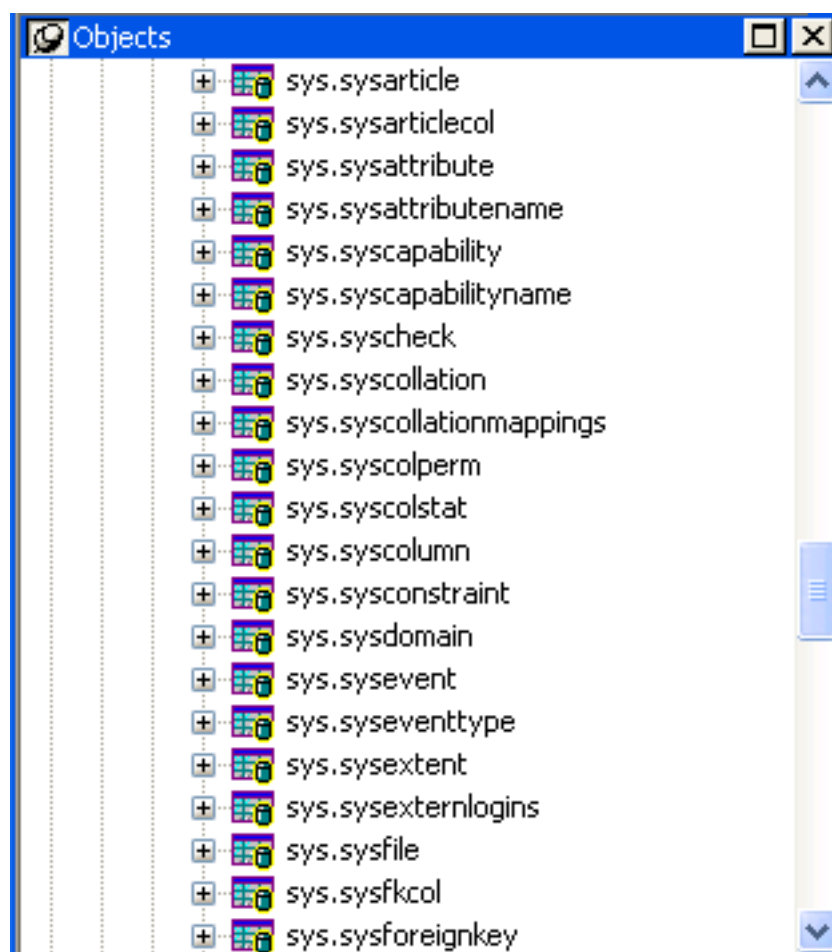 Objects
sys.sysarticle
sys.sysarticlecol
sys.sysattribute
sys.sysattributename
sys.syscapability
sys.syscapabilityname
sys.syscheck
sys.syscollation
sys.syscollationmappings
sys.syscolperm
sys.syscolstat
sys.syscolumn
sys.sysconstraint
sys.sysdomain
sys.sysevent
sys.syseventtype
sys.sysextent
sys.sysexternlogins
sys.sysfile
sys.sysfkcol
sys.sysforeignkey